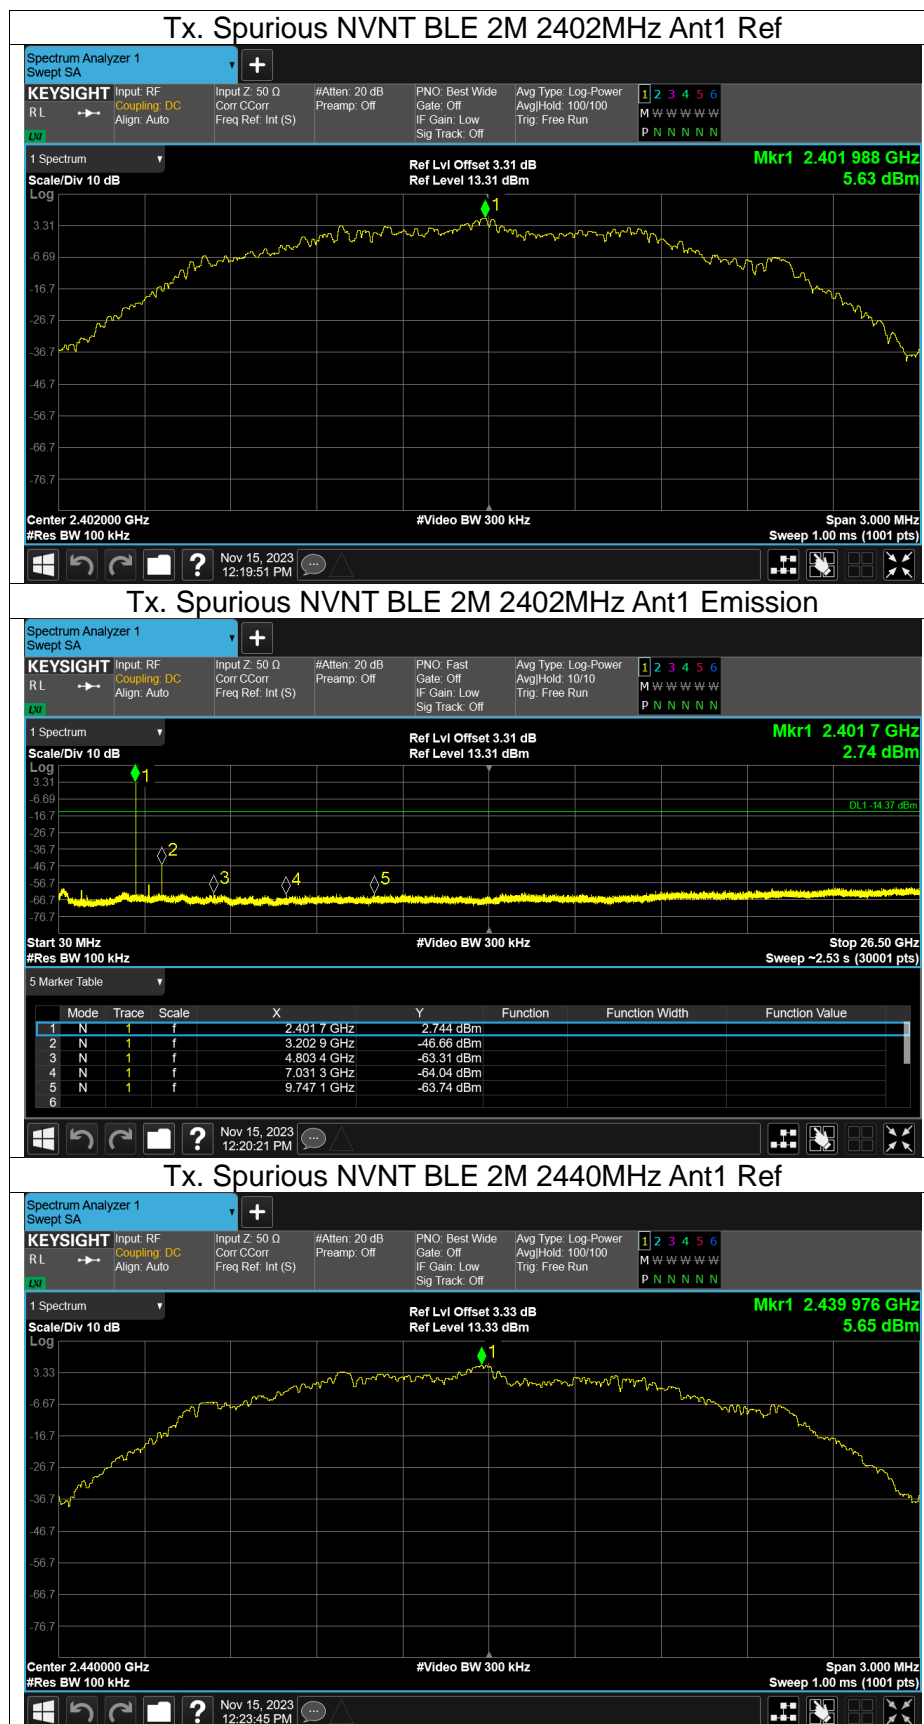 Tx. Spurious NVNT BLE 2M 2402MHz Ant1 Ref
Spectrum Analyzer 1
Swept SA
+
KEYSIGHT Input: RF Input Z: 50 Ω #Atten: 20 dB PNO: Best Wide Avg Type: Log-Power 1 2 3 4 5 6
R L Coupling: DC Corr CCorr Preamp: Off Gate: Off Avg|Hold: 100/100 M W W W W W
Align: Auto Freq Ref: Int (S) IF Gain: Low Trig: Free Run
LXI Sig Track: Off P N N N N N
1 Spectrum Ref Lvl Offset 3.31 dB Mkr1 2.401 988 GHz
Scale/Div 10 dB Ref Level 13.31 dBm 5.63 dBm
Log
1
3.31
-6.69
-16.7
-26.7
-36.7
-46.7
-56.7
-66.7
-76.7
Center 2.402000 GHz #Video BW 300 kHz Span 3.000 MHz
#Res BW 100 kHz Sweep 1.00 ms (1001 pts)
? Nov 15, 2023
12:19:51 PM
Tx. Spurious NVNT BLE 2M 2402MHz Ant1 Emission
Spectrum Analyzer 1
Swept SA
+
KEYSIGHT Input: RF Input Z: 50 Ω #Atten: 20 dB PNO: Fast Avg Type: Log-Power 1 2 3 4 5 6
R L Coupling: DC Corr CCorr Preamp: Off Gate: Off Avg|Hold: 10/10 M W W W W W
Align: Auto Freq Ref: Int (S) IF Gain: Low Trig: Free Run
LXI Sig Track: Off P N N N N N
1 Spectrum Ref Lvl Offset 3.31 dB Mkr1 2.401 7 GHz
Scale/Div 10 dB Ref Level 13.31 dBm 2.74 dBm
Log
1
3.31
-6.69
DL1 -14.37 dBm
-16.7
-26.7
-36.7
2
-46.7
-56.7
3 4 5
-66.7
-76.7
Start 30 MHz #Video BW 300 kHz Stop 26.50 GHz
#Res BW 100 kHz Sweep ~2.53 s (30001 pts)
5 Marker Table
Mode Trace Scale X Y Function Function Width Function Value
1 N 1 f 2.401 7 GHz 2.744 dBm
2 N 1 f 3.202 9 GHz -46.66 dBm
3 N 1 f 4.803 4 GHz -63.31 dBm
4 N 1 f 7.031 3 GHz -64.04 dBm
5 N 1 f 9.747 1 GHz -63.74 dBm
6
? Nov 15, 2023
12:20:21 PM
Tx. Spurious NVNT BLE 2M 2440MHz Ant1 Ref
Spectrum Analyzer 1
Swept SA
+
KEYSIGHT Input: RF Input Z: 50 Ω #Atten: 20 dB PNO: Best Wide Avg Type: Log-Power 1 2 3 4 5 6
R L Coupling: DC Corr CCorr Preamp: Off Gate: Off Avg|Hold: 100/100 M W W W W W
Align: Auto Freq Ref: Int (S) IF Gain: Low Trig: Free Run
LXI Sig Track: Off P N N N N N
1 Spectrum Ref Lvl Offset 3.33 dB Mkr1 2.439 976 GHz
Scale/Div 10 dB Ref Level 13.33 dBm 5.65 dBm
Log
1
3.33
-6.67
-16.7
-26.7
-36.7
-46.7
-56.7
-66.7
-76.7
Center 2.440000 GHz #Video BW 300 kHz Span 3.000 MHz
#Res BW 100 kHz Sweep 1.00 ms (1001 pts)
? Nov 15, 2023
12:23:45 PM